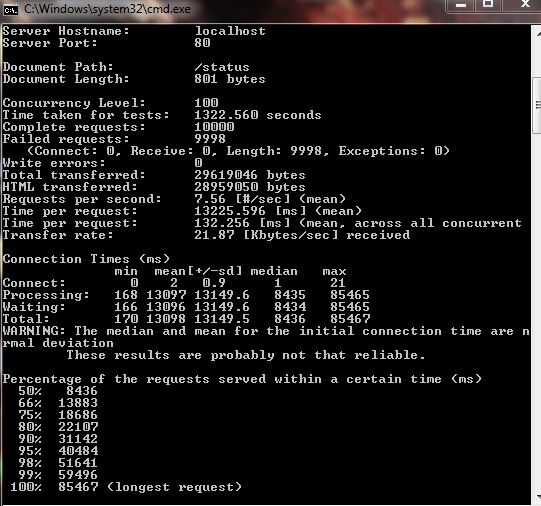 C:\Windows\system32\cmd.exe
Server Hostname: localhost
Server Port: 80
Document Path: /status
Document Length: 801 bytes
Concurrency Level: 100
Time taken for tests: 1322.560 seconds
Complete requests: 10000
Failed requests: 9998
(Connect: 0, Receive: 0, Length: 9998, Exceptions: 0)
Write errors: 0
Total transferred: 29619046 bytes
HTML transferred: 28959050 bytes
Requests per second: 7.56 [#/sec] (mean)
Time per request: 13225.596 [ms] (mean)
Time per request: 132.256 [ms] (mean, across all concurrent
Transfer rate: 21.87 [Kbytes/sec] received
Connection Times (ms)
min mean[+/-sd] median max
Connect: 0 2 0.9 1 21
Processing: 168 13097 13149.6 8435 85465
Waiting: 166 13096 13149.6 8434 85465
Total: 170 13098 13149.5 8436 85467
WARNING: The median and mean for the initial connection time are n
rmal deviation
These results are probably not that reliable.
Percentage of the requests served within a certain time (ms)
50% 8436
66% 13883
75% 18686
80% 22107
90% 31142
95% 40484
98% 51641
99% 59496
100% 85467 (longest request)